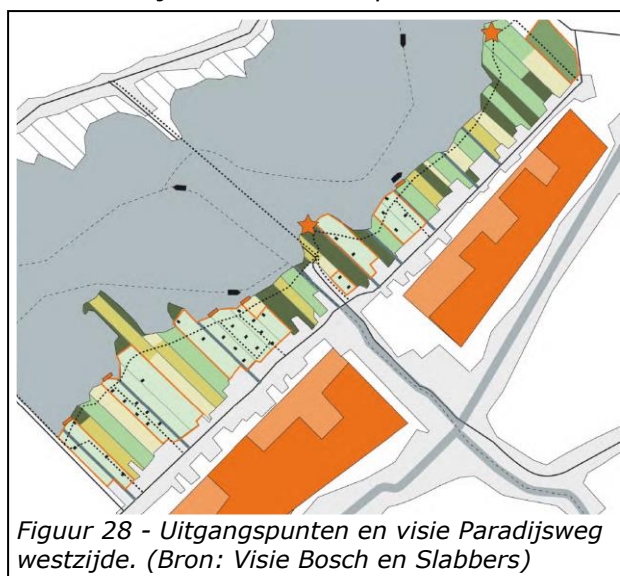 Figuur 28 - Uitgangspunten en visie Paradijsweg
westzijde. (Bron: Visie Bosch en Slabbers)